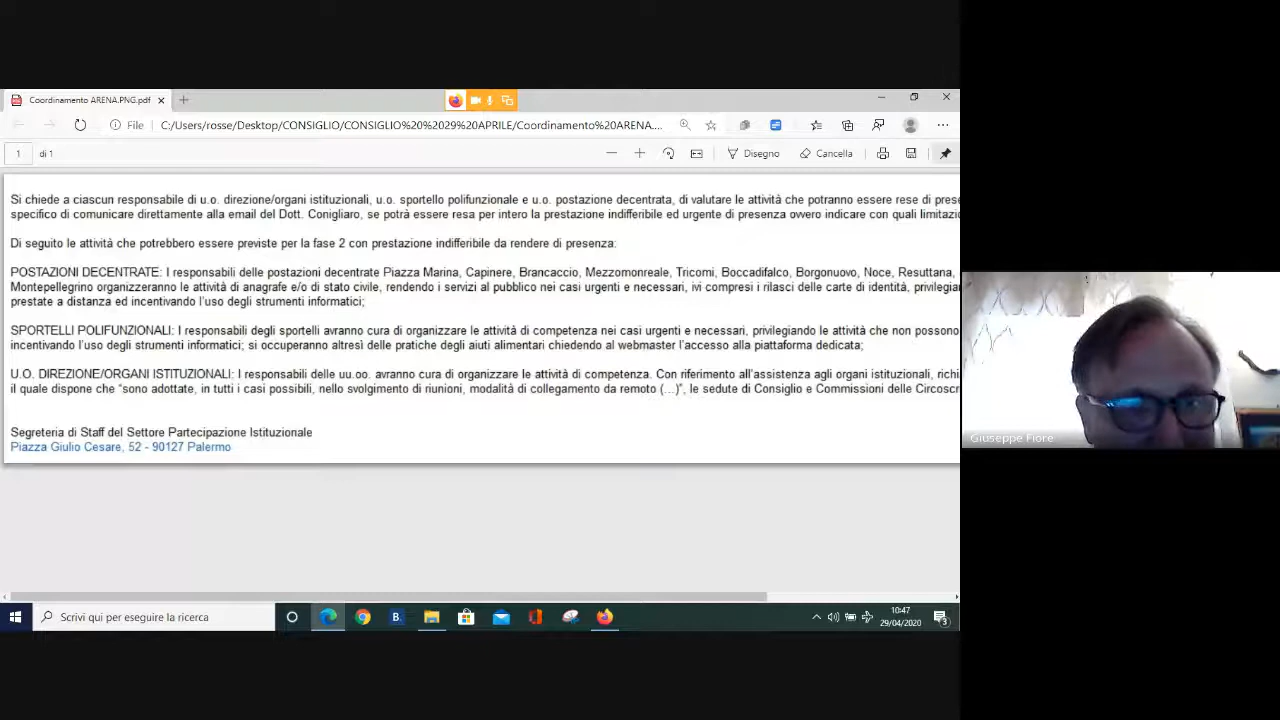 Coordinamento ARENA.PNG.pdf
File C:/Users/rosse/Desktop/CONSIGLIO/CONSIGLIO%20%2029%20APRILE/Coordinamento%20ARENA....
1 di 1
Disegno
Cancella
Si chiede a ciascun responsabile di u.o. direzione/organi istituzionali, u.o. sportello polifunzionale e u.o. postazione decentrata, di valutare le attività che potranno essere rese di prese
specifico di comunicare direttamente alla email del Dott. Conigliaro, se potrà essere resa per intero la prestazione indifferibile ed urgente di presenza ovvero indicare con quali limitazio
Di seguito le attività che potrebbero essere previste per la fase 2 con prestazione indifferibile da rendere di presenza:
POSTAZIONI DECENTRATE: I responsabili delle postazioni decentrate Piazza Marina, Capinere, Brancaccio, Mezzomonreale, Tricomi, Boccadifalco, Borgonuovo, Noce, Resuttana,
Montepellegrino organizzeranno le attività di anagrafe e/o di stato civile, rendendo i servizi al pubblico nei casi urgenti e necessari, ivi compresi i rilasci delle carte di identità, privilegian
prestate a distanza ed incentivando l'uso degli strumenti informatici;
SPORTELLI POLIFUNZIONALI: I responsabili degli sportelli avranno cura di organizzare le attività di competenza nei casi urgenti e necessari, privilegiando le attività che non possono
incentivando l'uso degli strumenti informatici; si occuperanno altresì delle pratiche degli aiuti alimentari chiedendo al webmaster l'accesso alla piattaforma dedicata;
U.O. DIREZIONE/ORGANI ISTITUZIONALI: I responsabili delle uu.oo. avranno cura di organizzare le attività di competenza. Con riferimento all'assistenza agli organi istituzionali, richi
il quale dispone che "sono adottate, in tutti i casi possibili, nello svolgimento di riunioni, modalità di collegamento da remoto (...)", le sedute di Consiglio e Commissioni delle Circoscr
Segreteria di Staff del Settore Partecipazione Istituzionale
Piazza Giulio Cesare, 52 - 90127 Palermo
Giuseppe Fiore
Scrivi qui per eseguire la ricerca
B.
10:47
29/04/2020
3